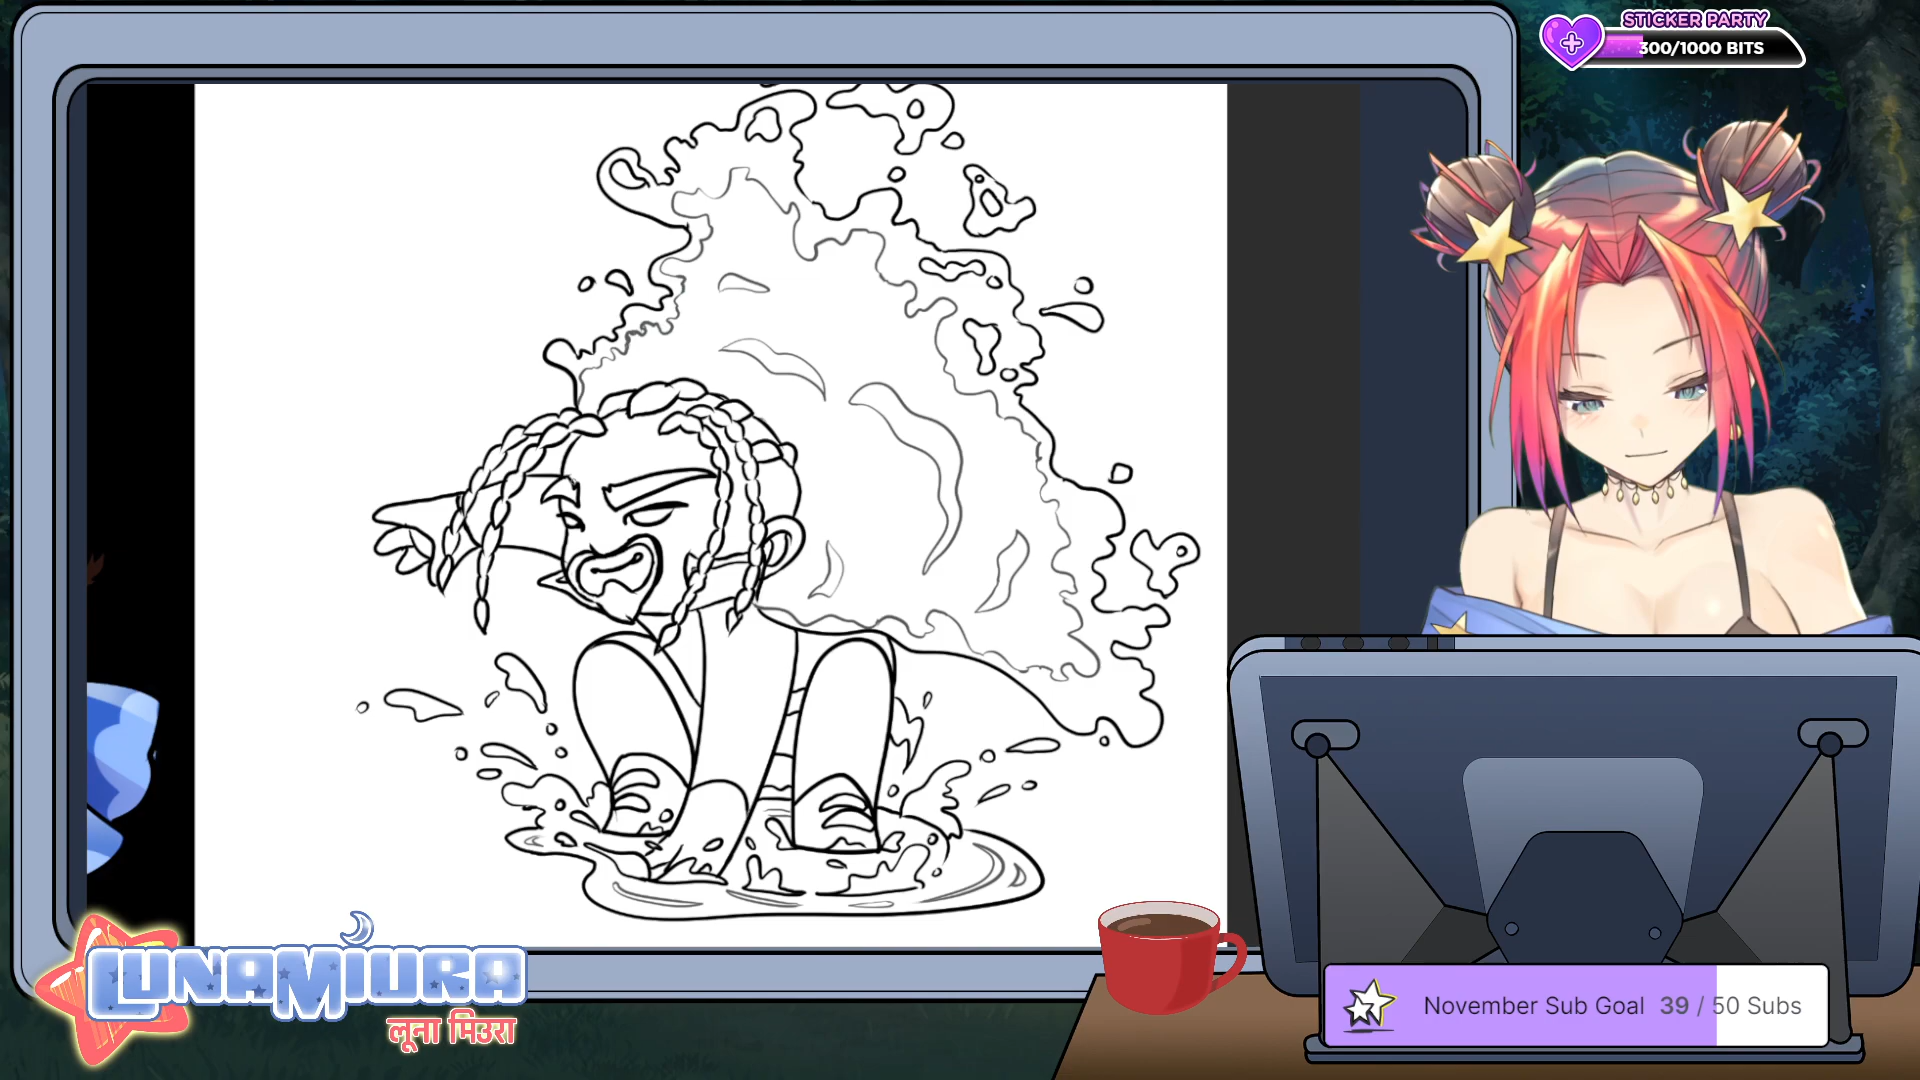 STICKER PARTY
300/1000 BITS
LUNAMIURA
लूना मिउरा
November Sub Goal 39 / 50 Subs